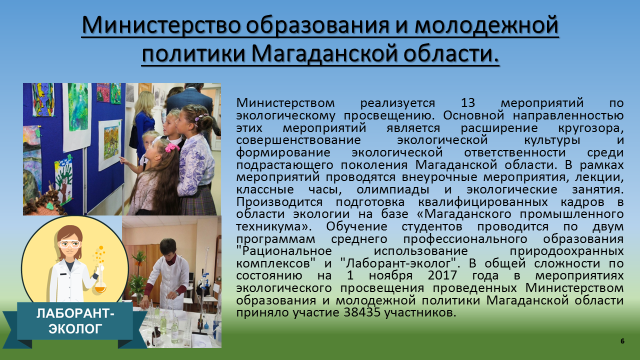 Министерство образования и молодежной
политики Магаданской области.
Министерством реализуется 13 мероприятий по
экологическому просвещению. Основной направленностью
этих мероприятий является расширение кругозора,
совершенствование экологической культуры и
формирование экологической ответственности среди
подрастающего поколения Магаданской области. В рамках
мероприятий проводятся внеурочные мероприятия, лекции,
классные часы, олимпиады и экологические занятия.
Производится подготовка квалифицированных кадров в
области экологии на базе «Магаданского промышленного
техникума». Обучение студентов проводится по двум
программам среднего профессионального образования
"Рациональное использование природоохранных
комплексов" и "Лаборант-эколог". В общей сложности по
состоянию на 1 ноября 2017 года в мероприятиях
экологического просвещения проведенных Министерством
образования и молодежной политики Магаданской области
приняло участие 38435 участников.
ЛАБОРАНТ-
ЭКОЛОГ
6